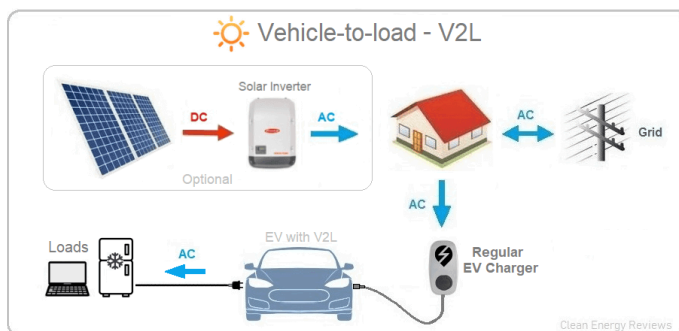 Vehicle-to-load - V2L
Solar Inverter
DC
AC
AC
Grid
Optional
AC
Loads
AC
EV with V2L
Regular
EV Charger
Clean Energy Reviews